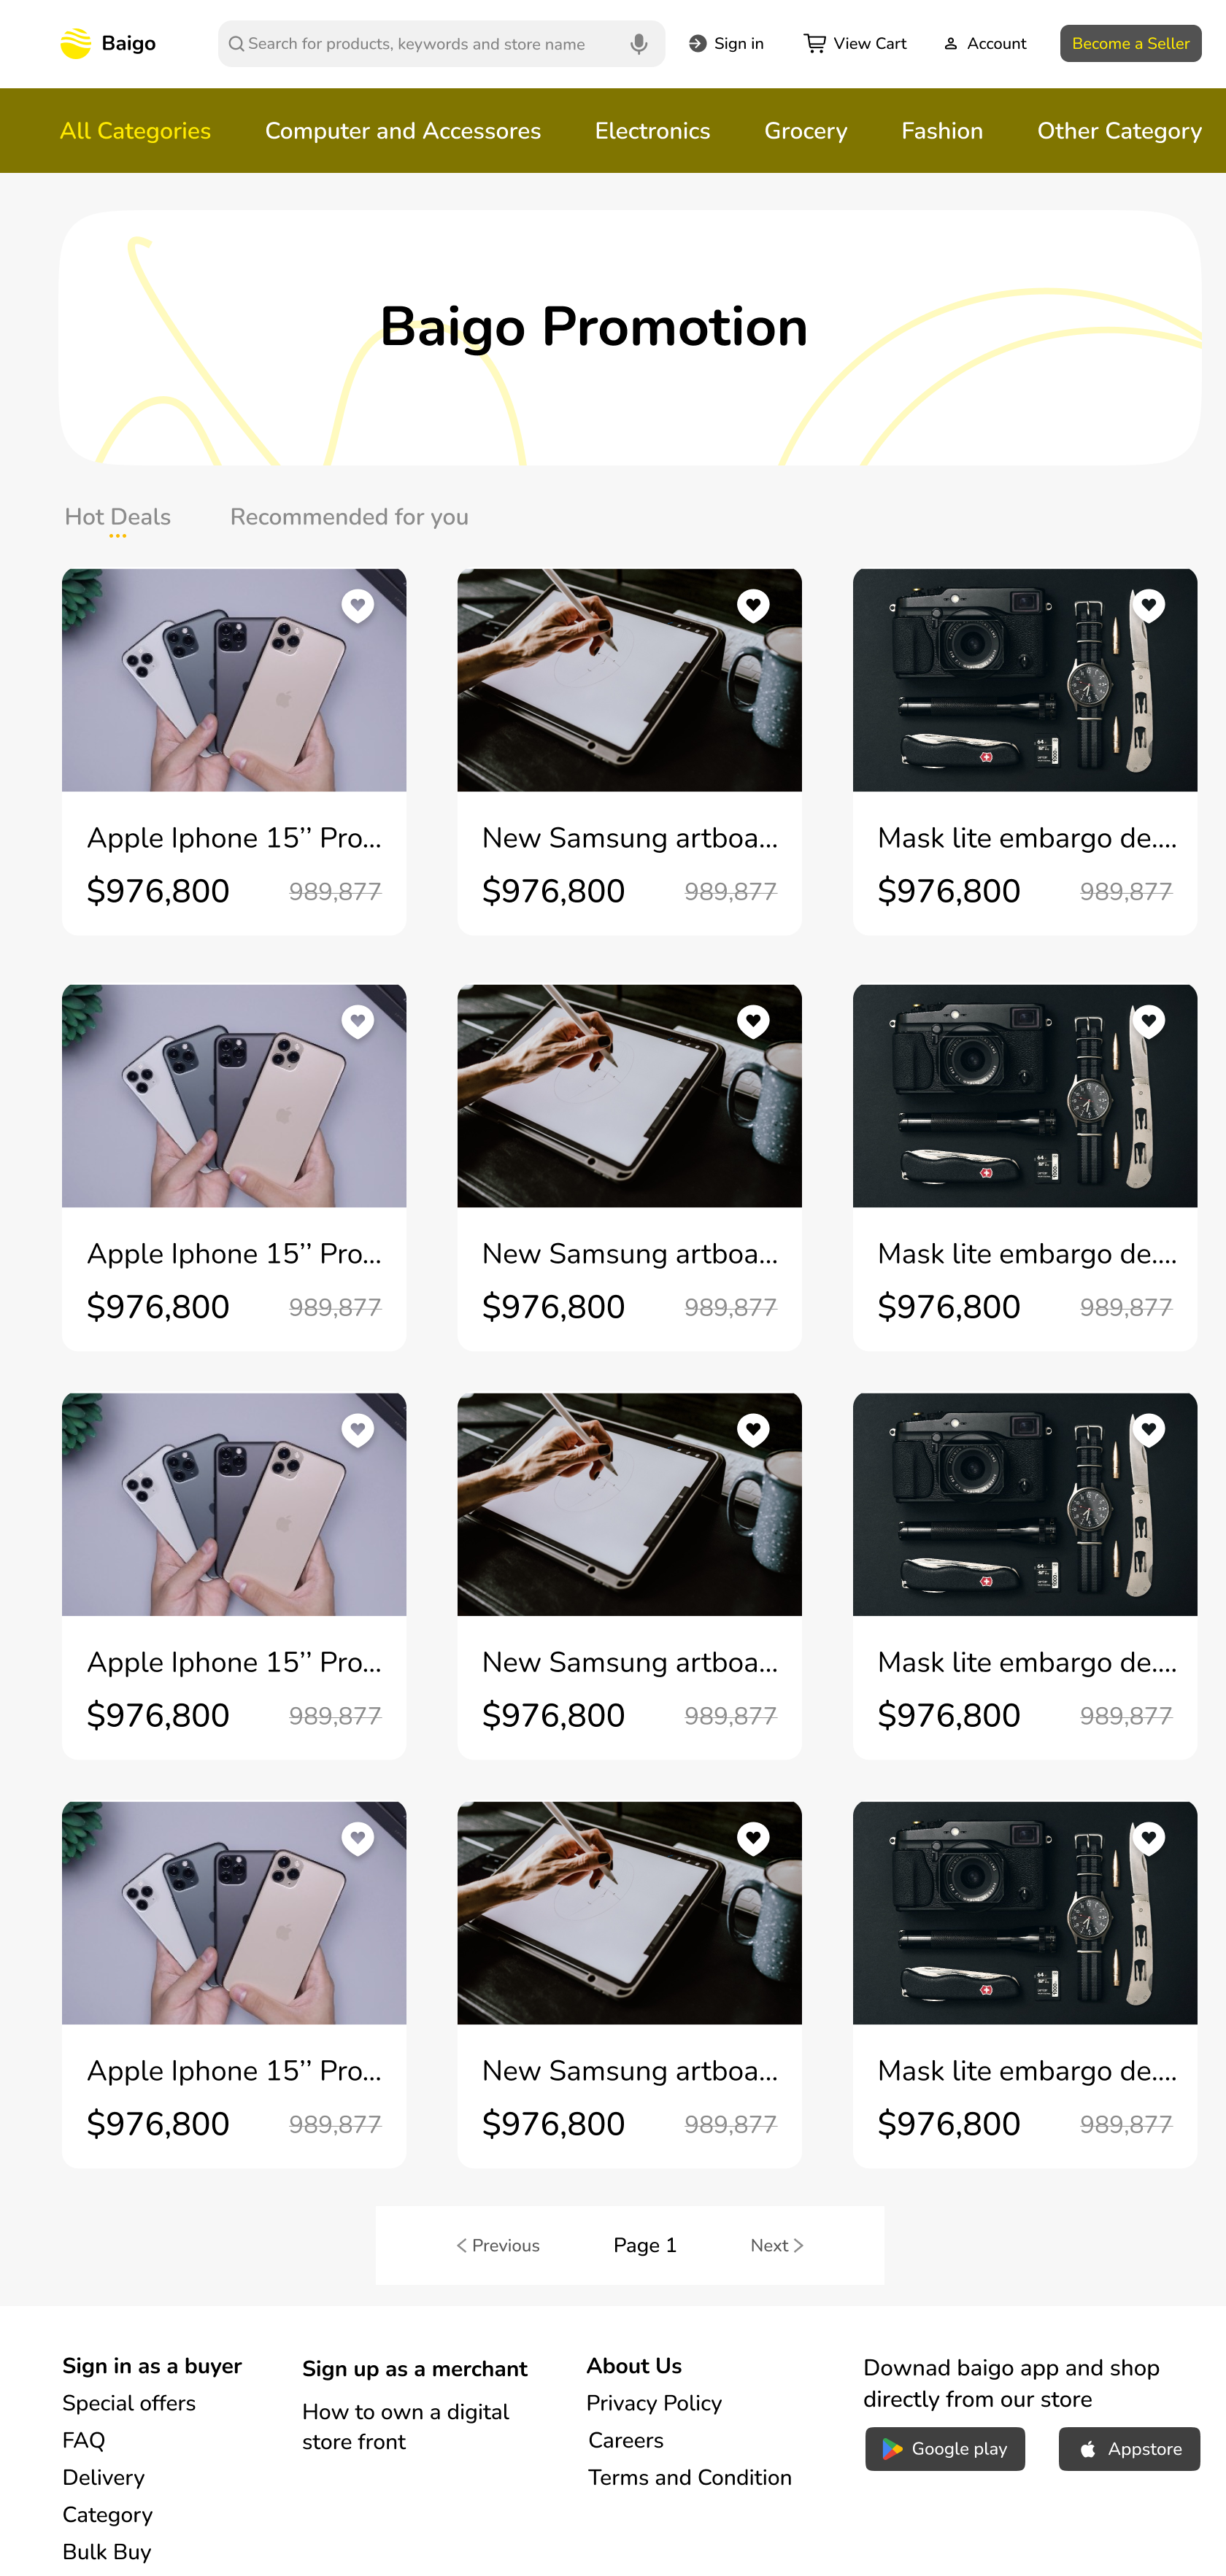 Baigo
Search for products, keywords and store name
Sign in
View Cart
Account
Become a Seller
All Categories
Computer and Accessores
Electronics
Grocery
Fashion
Other Category
Baigo Promotion
Hot Deals
Recommended for you
Apple Iphone 15’’ Pro...
New Samsung artboa...
Mask lite embargo de....
$976,800 989,877
$976,800 989,877
$976,800 989,877
Apple Iphone 15’’ Pro...
New Samsung artboa...
Mask lite embargo de....
$976,800 989,877
$976,800 989,877
$976,800 989,877
Apple Iphone 15’’ Pro...
New Samsung artboa...
Mask lite embargo de....
$976,800 989,877
$976,800 989,877
$976,800 989,877
Apple Iphone 15’’ Pro...
New Samsung artboa...
Mask lite embargo de....
$976,800 989,877
$976,800 989,877
$976,800 989,877
Previous
Page 1
Next
Sign in as a buyer
Special offers
FAQ
Delivery
Category
Bulk Buy
Sign up as a merchant
How to own a digital
store front
About Us
Privacy Policy
Careers
Terms and Condition
Downad baigo app and shop
directly from our store
Google play
Appstore